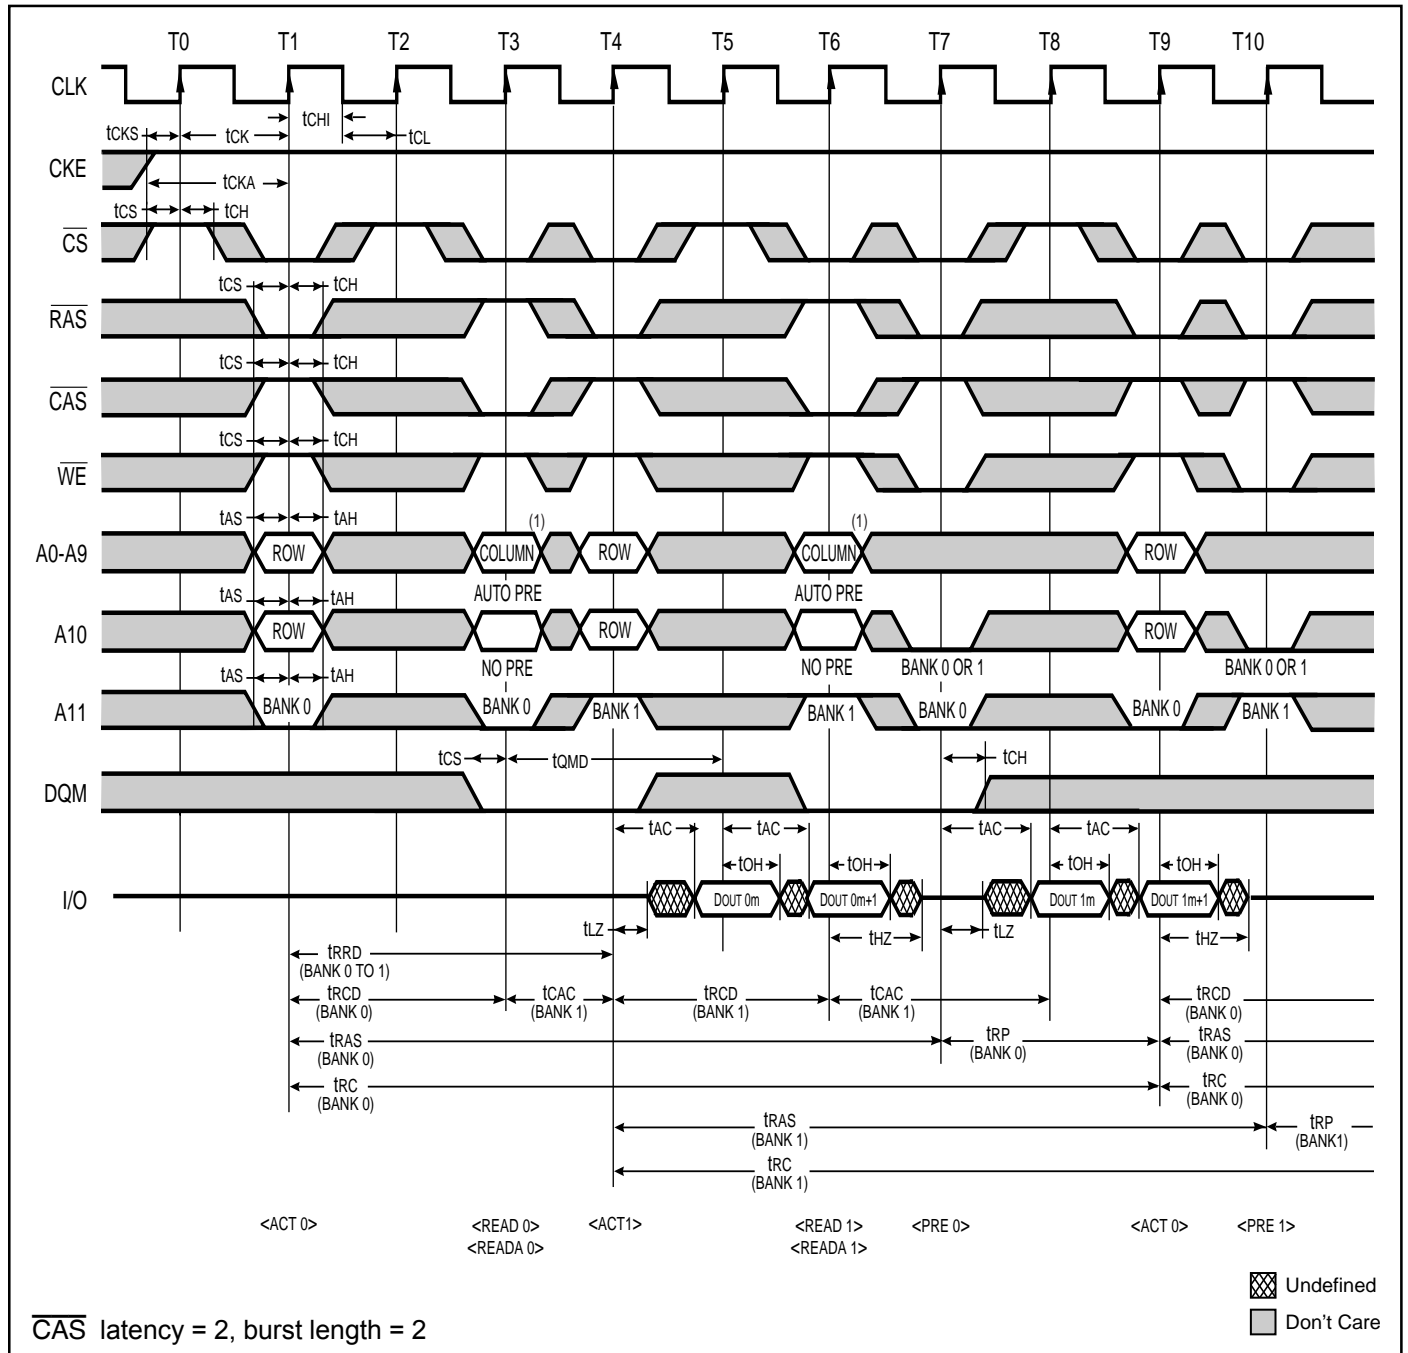 T0 T1 T2 T3 T4 T5 T6 T7 T8 T9 T10
CLK
tCHI
tCKS tCK tCL
CKE
tCKA
tCS tCH
CS
tCS tCH
RAS
tCS tCH
CAS
tCS tCH
WE
tAS tAH (1) (1)
A0-A9 ROW COLUMN ROW COLUMN ROW
tAS tAH AUTO PRE AUTO PRE
A10 ROW ROW ROW
tAS tAH NO PRE NO PRE BANK 0 OR 1 BANK 0 OR 1
A11 BANK 0 BANK 0 BANK 1 BANK 1 BANK 0 BANK 0 BANK 1
tCS tQMD tCH
DQM
tAC tAC tAC tAC
tOH tOH tOH tOH
I/O DOUT 0m DOUT 0m+1 DOUT 1m DOUT 1m+1
tLZ tHZ tLZ tHZ
tRRD
(BANK 0 TO 1)
tRCD tCAC tRCD tCAC tRCD
(BANK 0) (BANK 1) (BANK 1) (BANK 1) (BANK 0)
tRAS tRP tRAS
(BANK 0) (BANK 0) (BANK 0)
tRC tRC
(BANK 0) (BANK 0)
tRAS tRP
(BANK 1) (BANK1)
tRC
(BANK 1)
<ACT 0> <READ 0> <ACT1> <READ 1> <PRE 0> <ACT 0> <PRE 1>
<READA 0> <READA 1>
Undefined
Don't Care
CAS latency = 2, burst length = 2